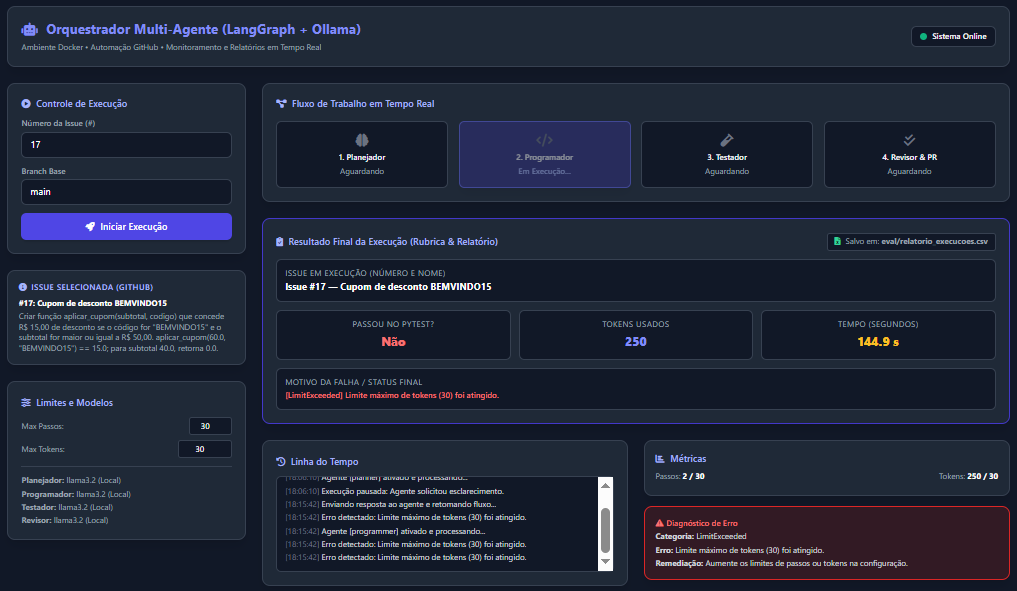 Orquestrador Multi-Agente (LangGraph + Ollama)
Ambiente Docker • Automação GitHub • Monitoramento e Relatórios em Tempo Real
Sistema Online
Controle de Execução
Número da Issue (#)
17
Branch Base
main
Iniciar Execução
ISSUE SELECIONADA (GITHUB)
#17: Cupom de desconto BEMVINDO15
Criar função aplicar_cupom(subtotal, codigo) que concede
R$ 15,00 de desconto se o código for "BEMVINDO15" e o
subtotal for maior ou igual a R$ 50,00. aplicar_cupom(60.0,
"BEMVINDO15") == 15.0; para subtotal 40.0, retorna 0.0.
Limites e Modelos
Max Passos:
30
Max Tokens:
30
Planejador: llama3.2 (Local)
Programador: llama3.2 (Local)
Testador: llama3.2 (Local)
Revisor: llama3.2 (Local)
Fluxo de Trabalho em Tempo Real
1. Planejador
Aguardando
2. Programador
Em Execução...
3. Testador
Aguardando
4. Revisor & PR
Aguardando
Resultado Final da Execução (Rubrica & Relatório)
Salvo em: eval/relatorio_execucoes.csv
ISSUE EM EXECUÇÃO (NÚMERO E NOME)
Issue #17 — Cupom de desconto BEMVINDO15
PASSOU NO PYTEST?
Não
TOKENS USADOS
250
TEMPO (SEGUNDOS)
144.9 s
MOTIVO DA FALHA / STATUS FINAL
[LimitExceeded] Limite máximo de tokens (30) foi atingido.
Linha do Tempo
[18:06:10] Agente [planner] ativado e processando...
[18:06:10] Execução pausada: Agente solicitou esclarecimento.
[18:15:42] Enviando resposta ao agente e retomando fluxo...
[18:15:42] Erro detectado: Limite máximo de tokens (30) foi atingido.
[18:15:42] Agente [programmer] ativado e processando...
[18:15:42] Erro detectado: Limite máximo de tokens (30) foi atingido.
[18:15:42] Erro detectado: Limite máximo de tokens (30) foi atingido.
Métricas
Passos: 2 / 30
Tokens: 250 / 30
Diagnóstico de Erro
Categoria: LimitExceeded
Erro: Limite máximo de tokens (30) foi atingido.
Remediação: Aumente os limites de passos ou tokens na configuração.